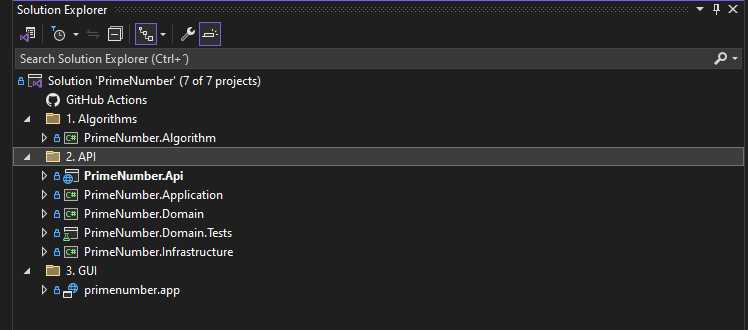 Solution Explorer
Search Solution Explorer (Ctrl+´)
Solution 'PrimeNumber' (7 of 7 projects)
GitHub Actions
1. Algorithms
C# PrimeNumber.Algorithm
2. API
PrimeNumber.Api
C# PrimeNumber.Application
C# PrimeNumber.Domain
PrimeNumber.Domain.Tests
C# PrimeNumber.Infrastructure
3. GUI
primenumber.app